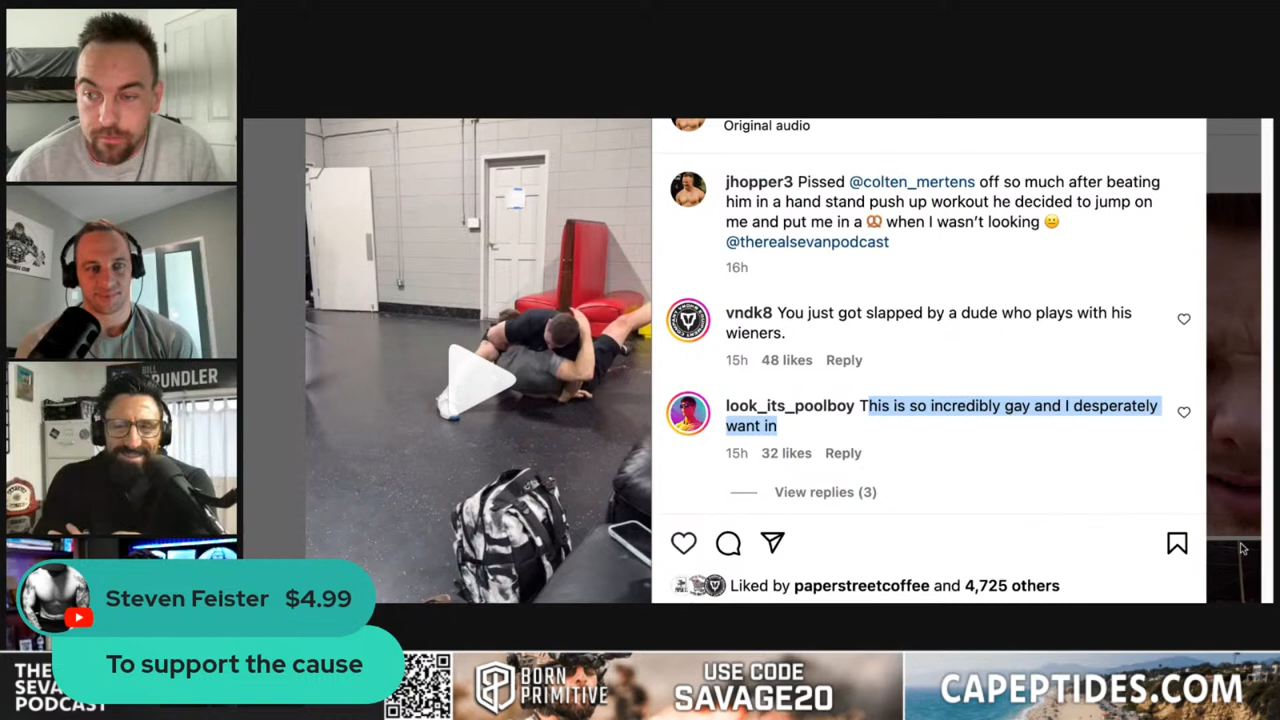 BILL
GRUNDLER
Original audio
jhopper3 Pissed @colten_mertens off so much after beating
him in a hand stand push up workout he decided to jump on
me and put me in a 🥨 when I wasn’t looking 😐
@therealsevanpodcast
16h
vndk8 You just got slapped by a dude who plays with his
wieners.
15h 48 likes Reply
look_its_poolboy This is so incredibly gay and I desperately
want in
15h 32 likes Reply
View replies (3)
Liked by paperstreetcoffee and 4,725 others
Steven Feister $4.99
To support the cause
THE
SEVA
PODCAST
BORN
PRIMITIVE
USE CODE
SAVAGE20
CAPEPTIDES.COM